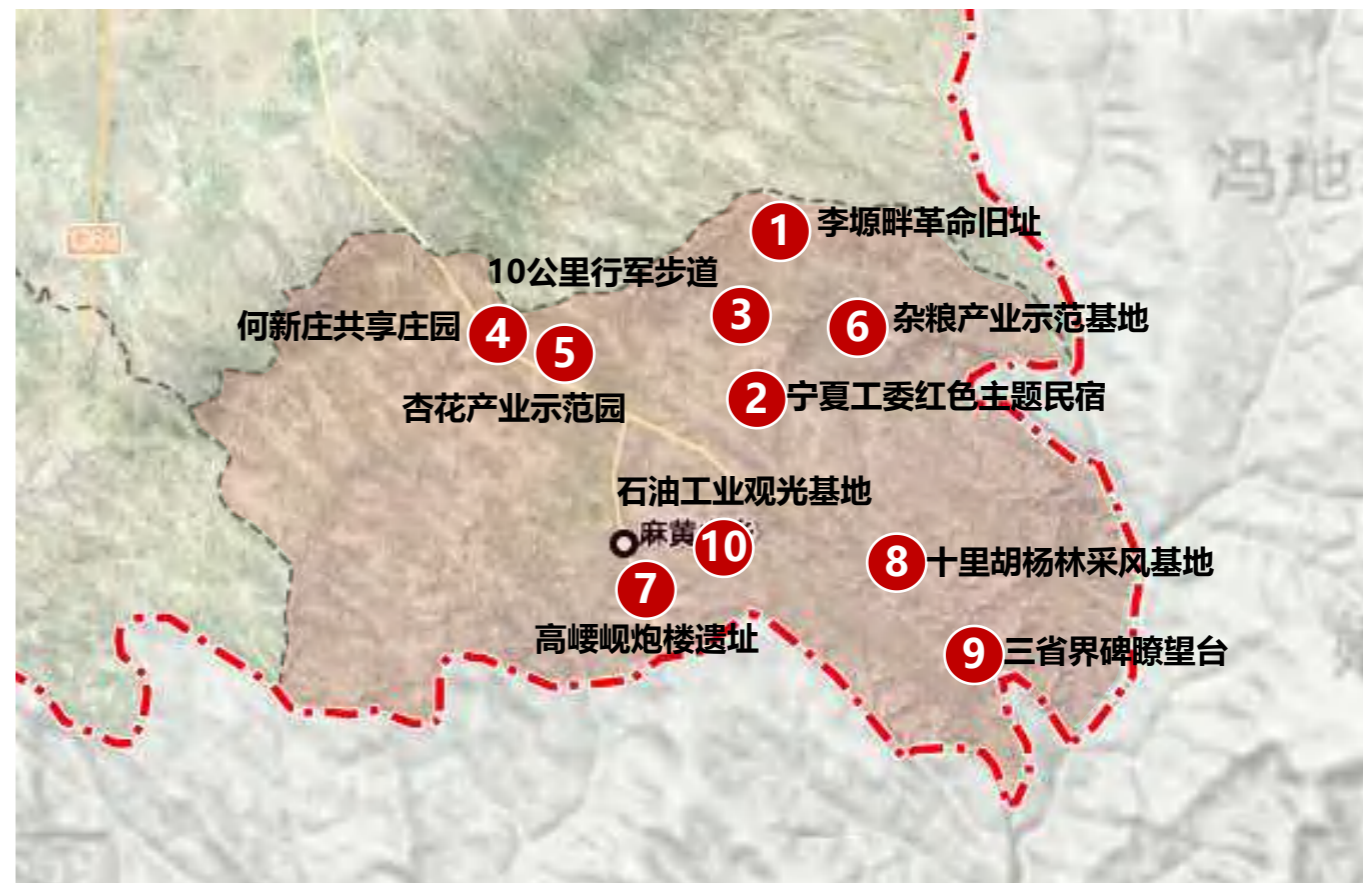 冯地
1
李塬畔革命旧址
10公里行军步道
3
6
杂粮产业示范基地
何新庄共享庄园
4
5
杏花产业示范园
2
宁夏工委红色主题民宿
石油工业观光基地
麻黄
10
7
高崾岘炮楼遗址
8
十里胡杨林采风基地
9
三省界碑瞭望台